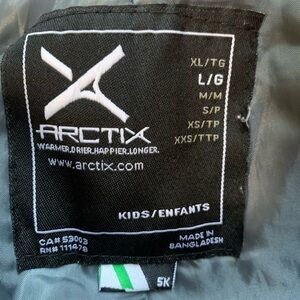 ARCTIX
WARMER.DRIER.HAPPIER.LONGER.
www.arctix.com
XL/TG
L/G
M/M
S/P
XS/TP
XXS/TTP
KIDS/ENFANTS
CA# 53003
RN# 111478
MADE IN
BANGLADESH
5K